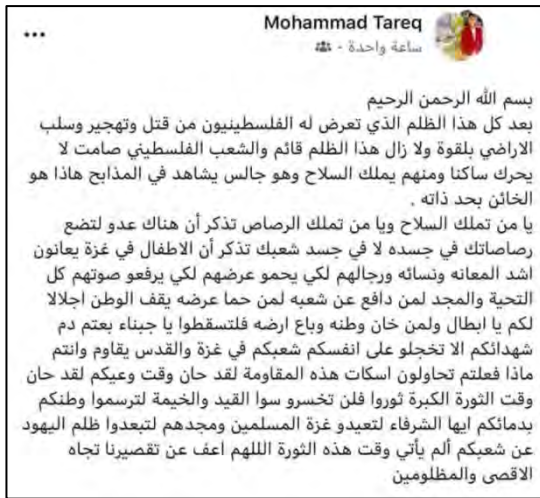 Mohammad Tareq
ساعة واحدة
بسم الله الرحمن الرحيم
بعد كل هذا الظلم الذي تعرض له الفلسطينيون من قتل وتهجير وسلب
الاراضي بلقوة ولا زال هذا الظلم قائم والشعب الفلسطيني صامت لا
يحرك ساكنا ومنهم يملك السلاح وهو جالس يشاهد في المذابح هاذا هو
الخائن بحد ذاته .
يا من تملك السلاح ويا من تملك الرصاص تذكر أن هناك عدو لتضع
رصاصاتك في جسده لا في جسد شعبك تذكر أن الاطفال في غزة يعانون
اشد المعانه ونسائه ورجالهم لكي يحمو عرضهم لكي يرفعو صوتهم كل
التحية والمجد لمن دافع عن شعبه لمن حما عرضه يقف الوطن اجلالا
لكم يا ابطال ولمن خان وطنه وباع ارضه فلتسقطوا يا جبناء بعتم دم
شهدائكم الا تخجلو على انفسكم شعبكم في غزة والقدس يقاوم وانتم
ماذا فعلتم تحاولون اسكات هذه المقاومة لقد حان وقت وعيكم لقد حان
وقت الثورة الكبرة ثوروا فلن تخسرو سوا القيد والخيمة لترسموا وطنكم
بدمائكم ايها الشرفاء لتعيدو غزة المسلمين ومجدهم لتبعدوا ظلم اليهود
عن شعبكم ألم يأتي وقت هذه الثورة اللهم اعف عن تقصيرنا تجاه
الاقصى والمظلومين